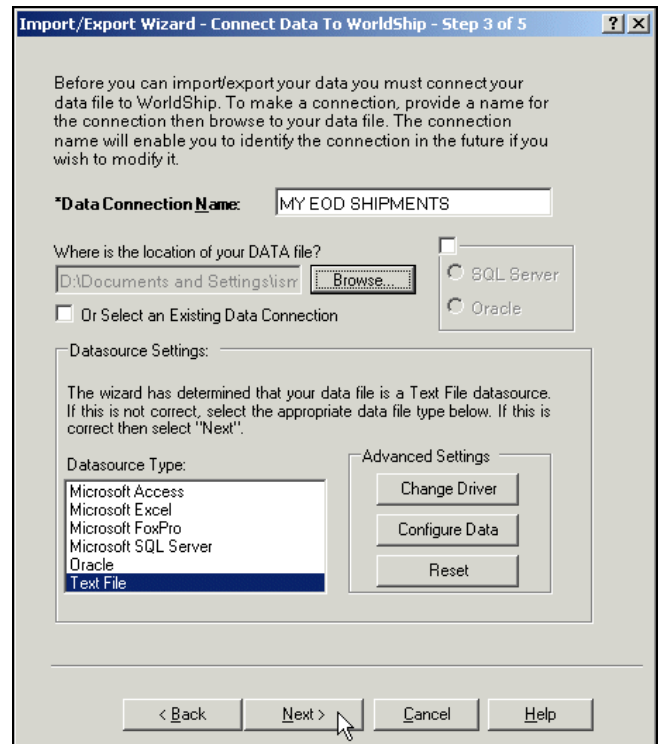 Import/Export Wizard - Connect Data To WorldShip - Step 3 of 5
Before you can import/export your data you must connect your
data file to WorldShip. To make a connection, provide a name for
the connection then browse to your data file. The connection
name will enable you to identify the connection in the future if you
wish to modify it.
*Data Connection Name: MY EOD SHIPMENTS
Where is the location of your DATA file?
D:\Documents and Settings\ism Browse...
SQL Server
Oracle
Or Select an Existing Data Connection
Datasource Settings:
The wizard has determined that your data file is a Text File datasource.
If this is not correct, select the appropriate data file type below. If this is
correct then select "Next".
Datasource Type:
Microsoft Access
Microsoft Excel
Microsoft FoxPro
Microsoft SQL Server
Oracle
Text File
Advanced Settings
Change Driver
Configure Data
Reset
< Back Next > Cancel Help